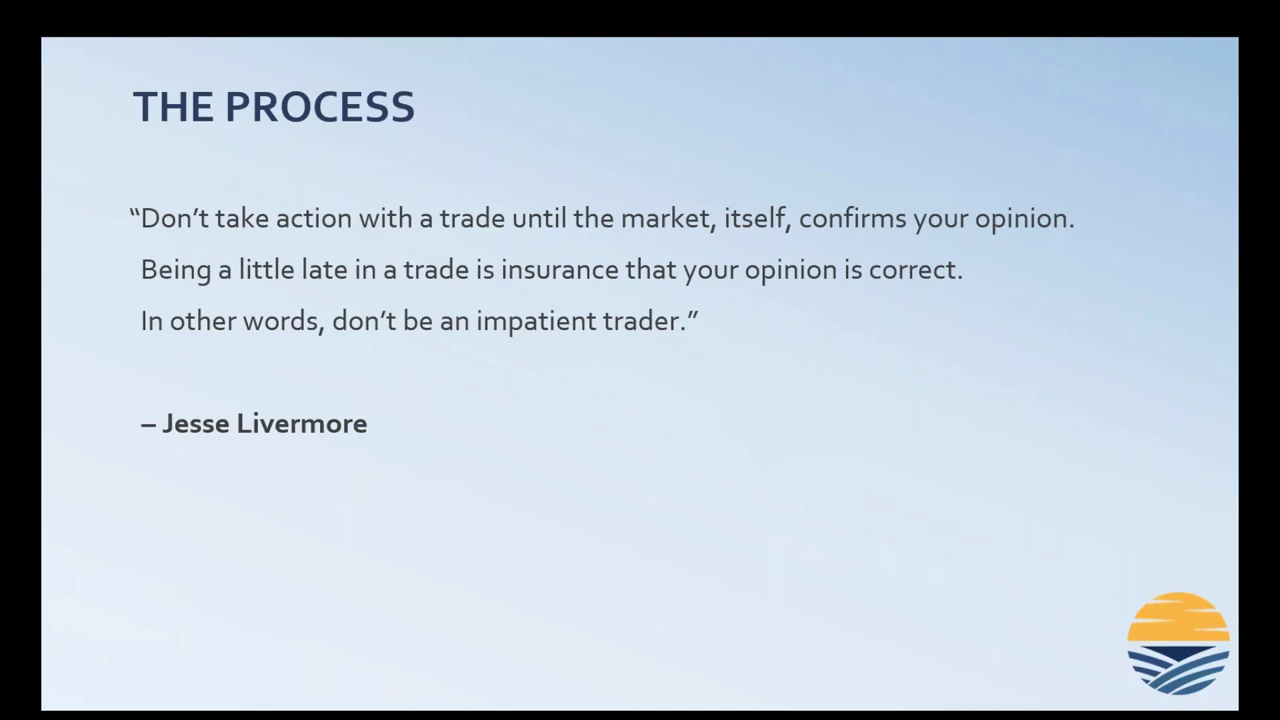 THE PROCESS
“Don’t take action with a trade until the market, itself, confirms your opinion.
Being a little late in a trade is insurance that your opinion is correct.
In other words, don’t be an impatient trader.”
– Jesse Livermore